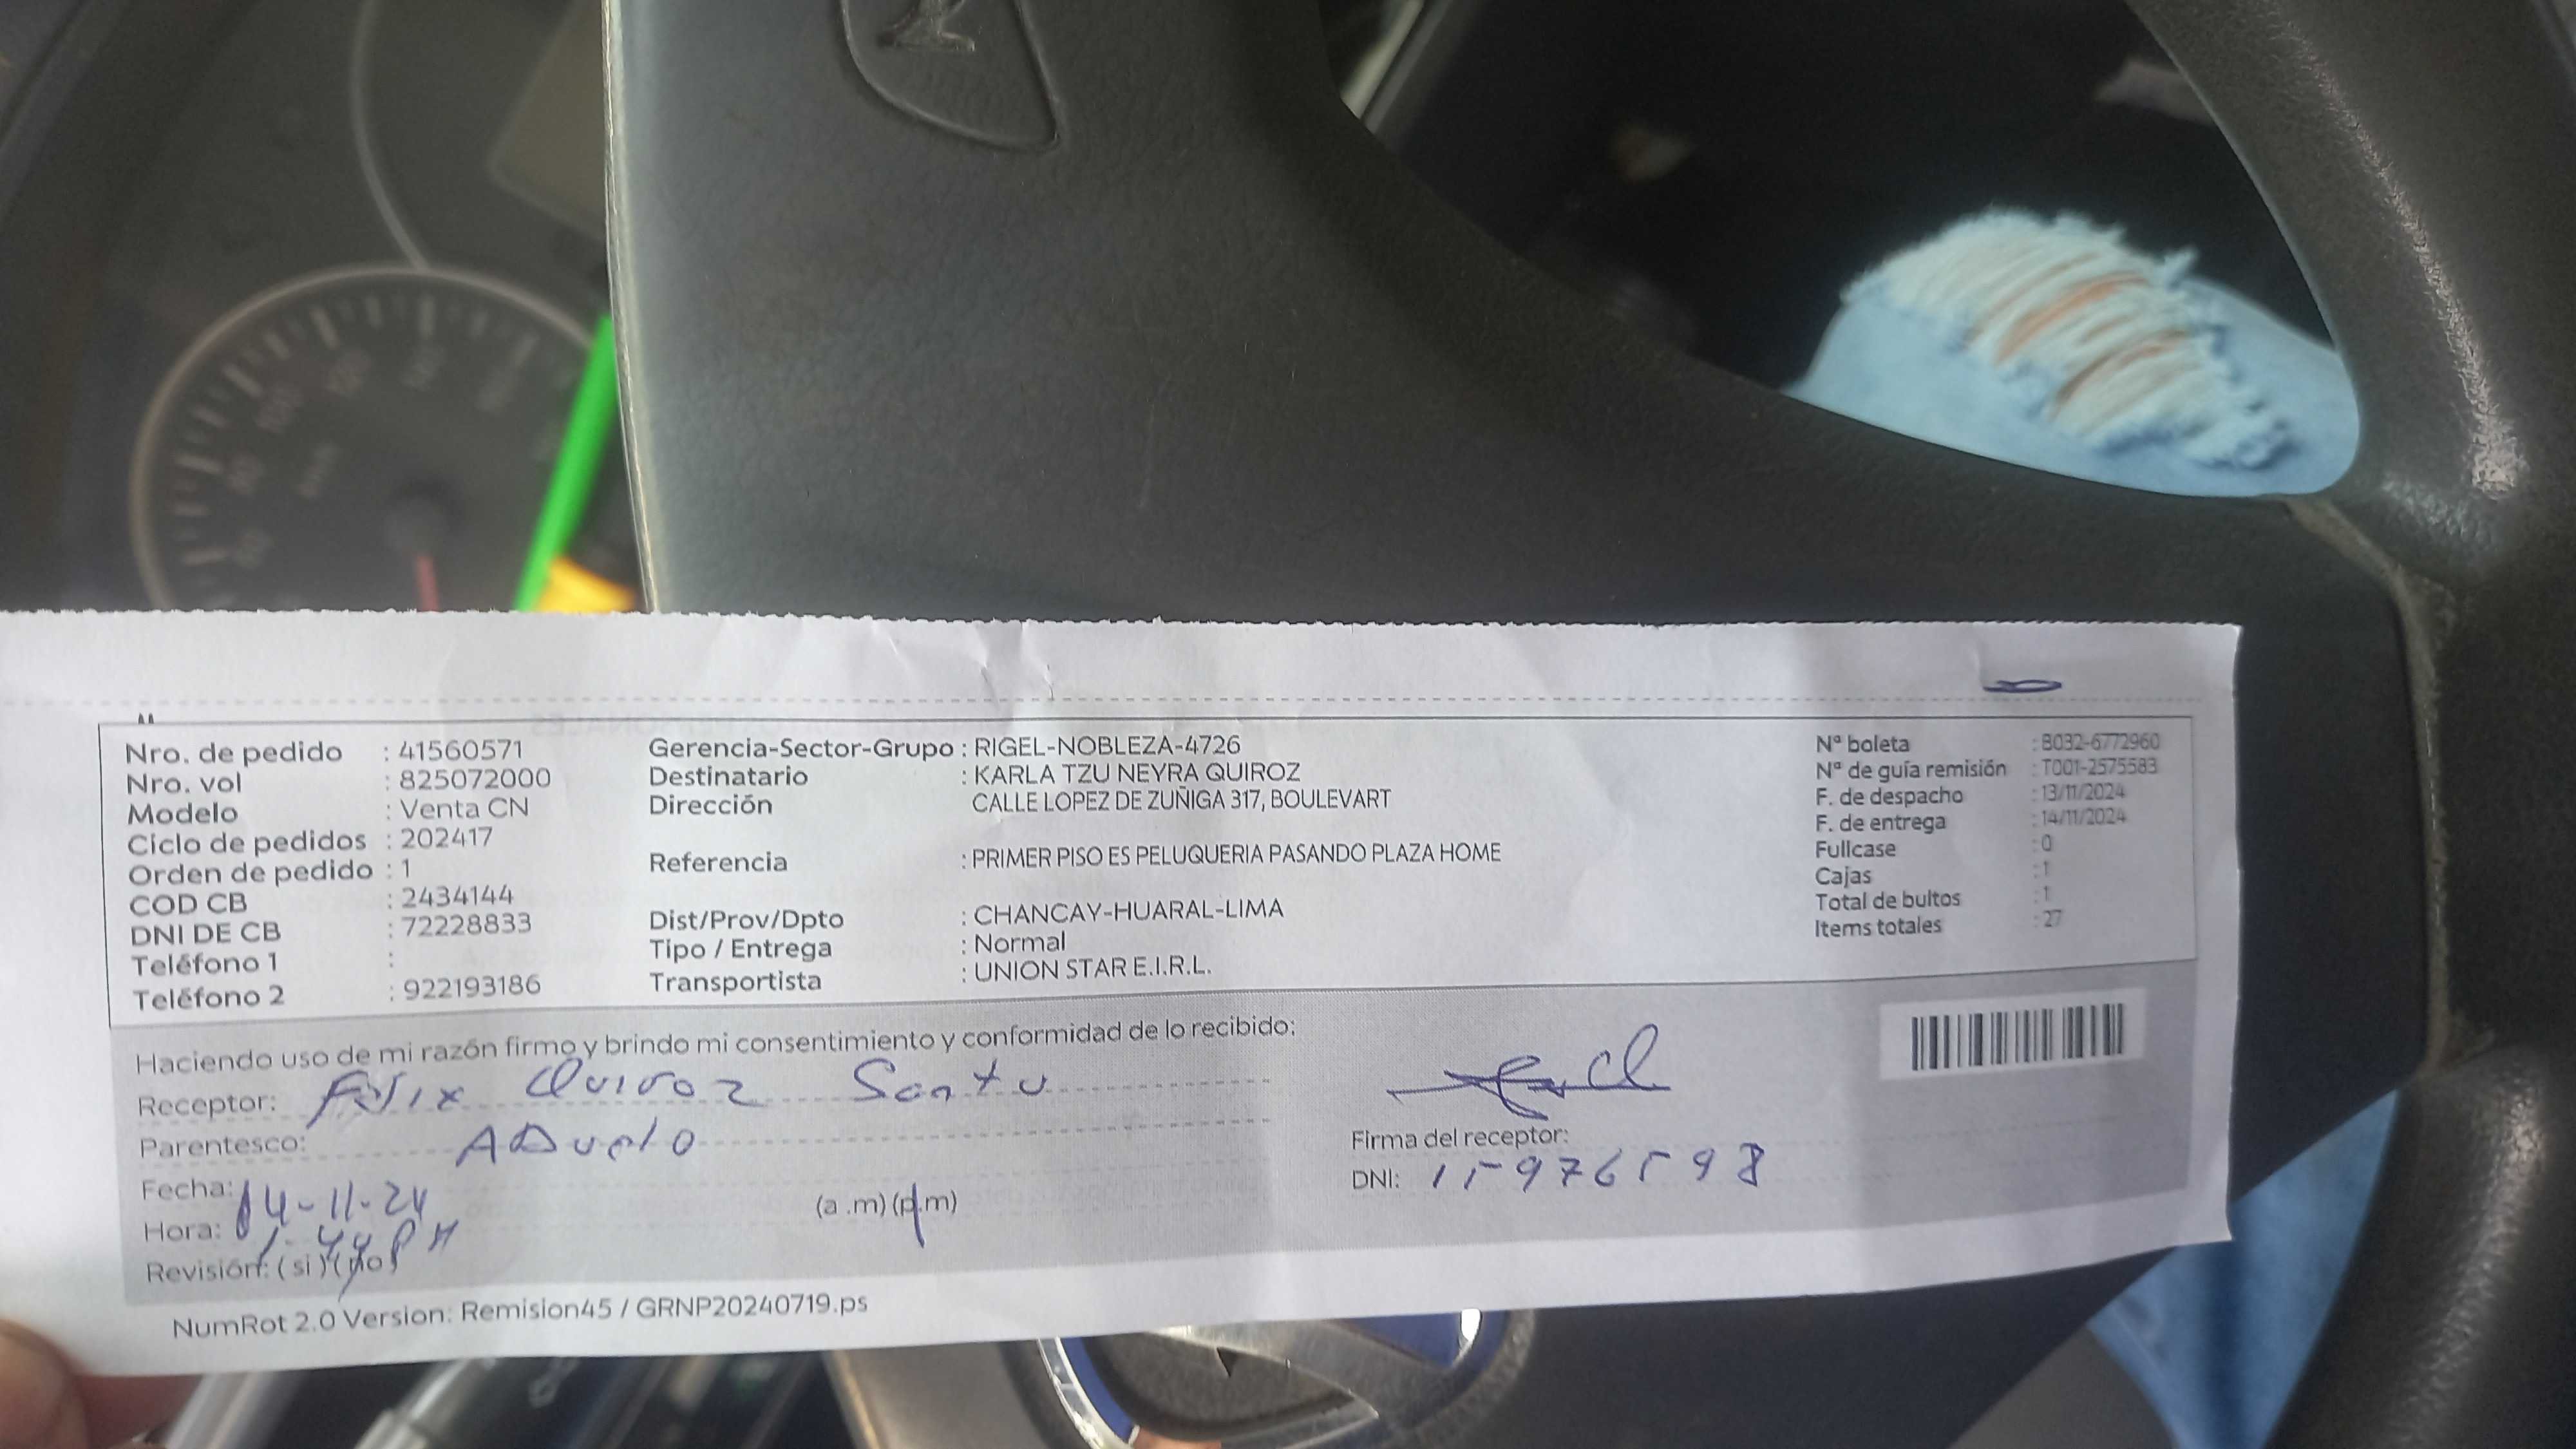 Nro. de pedido : 41560571
Nro. vol : 825072000
Modelo : Venta CN
Ciclo de pedidos : 202417
Orden de pedido : 1
COD CB : 2434144
DNI DE CB : 72228833
Teléfono 1 :
Teléfono 2 : 922193186
Gerencia-Sector-Grupo : RIGEL-NOBLEZA-4726
Destinatario : KARLA TZU NEYRA QUIROZ
Dirección CALLE LOPEZ DE ZUÑIGA 317, BOULEVART
Referencia : PRIMER PISO ES PELUQUERIA PASANDO PLAZA HOME
Dist/Prov/Dpto : CHANCAY-HUARAL-LIMA
Tipo / Entrega : Normal
Transportista : UNION STAR E.I.R.L.
Nª boleta : B032-6772960
Nª de guía remisión : T001-2575583
F. de despacho : 13/11/2024
F. de entrega : 14/11/2024
Fullcase : 0
Cajas : 1
Total de bultos : 1
Items totales : 27
Haciendo uso de mi razón firmo y brindo mi consentimiento y conformidad de lo recibido:
Receptor: Felix Quiroz Santu
Parentesco: Abuelo
Fecha: 14-11-24
Hora: 1:44 PM (a .m) (p.m)
Revisión: ( si ) ( no )
Firma del receptor:
DNI: 15976598
NumRot 2.0 Version: Remision45 / GRNP20240719.ps